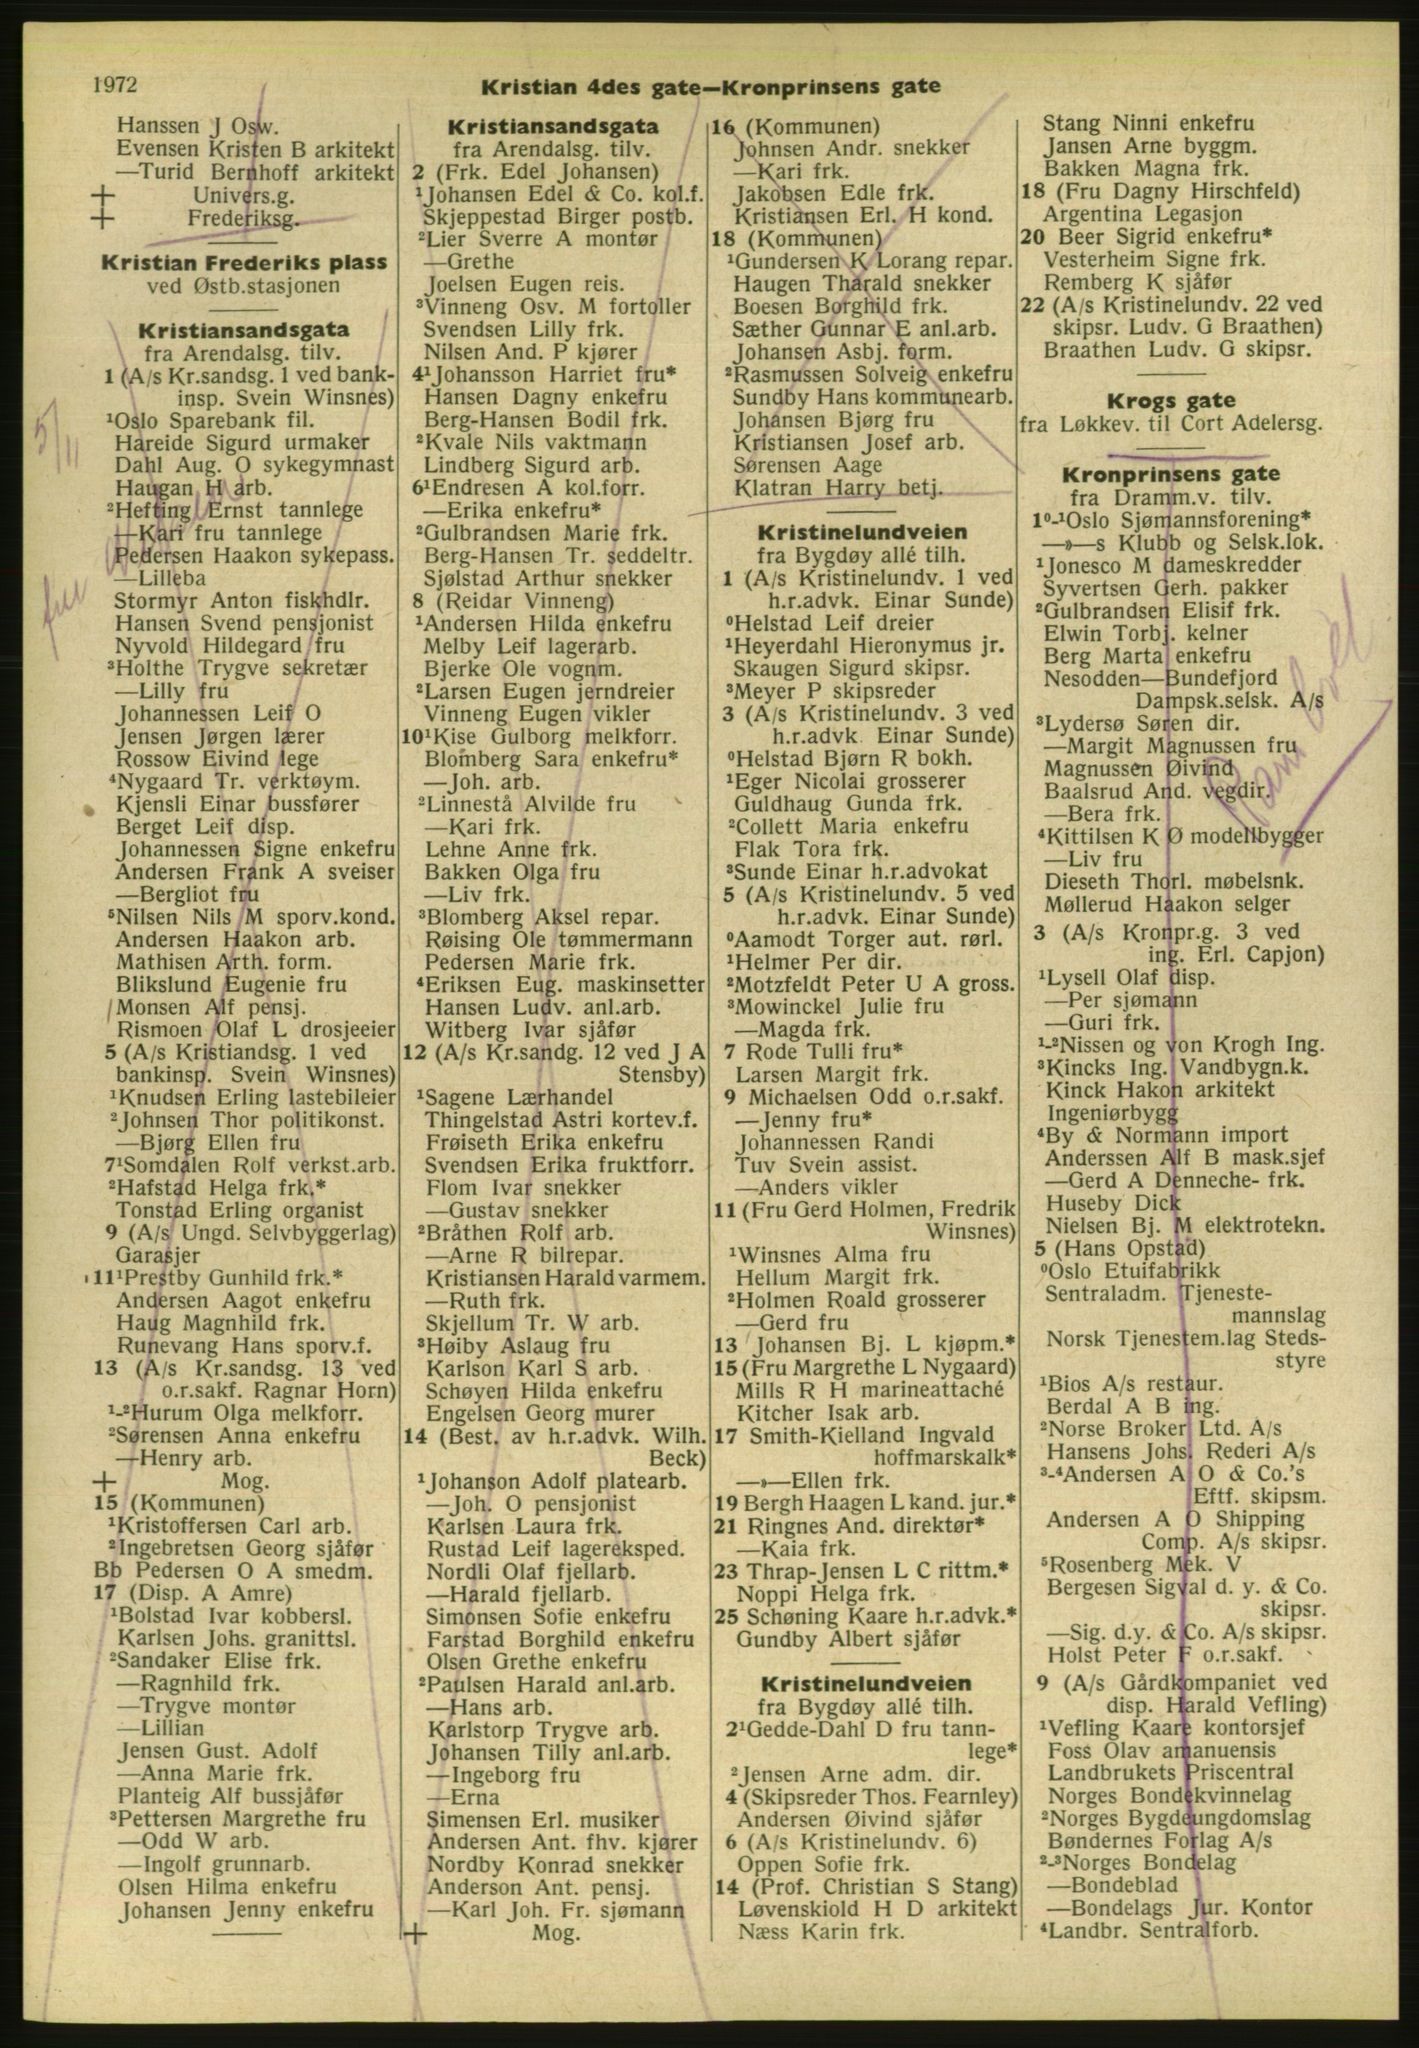 1972
Kristian 4des gate—Kronprinsens gate
Hanssen J Osw.
Evensen Kristen B arkitekt
—Turid Bernhoff arkitekt
+ Univers.g.
+ Frederiksg.
Kristian Frederiks plass
ved Østb.stasjonen
Kristiansandsgata
fra Arendalsg. tilv.
1 (A/s Kr.sandsg. 1 ved bank-
insp. Svein Winsnes)
¹Oslo Sparebank fil.
Hareide Sigurd urmaker
Dahl Aug. O sykegymnast
Haugan H arb.
²Hefting Ernst tannlege
—Kari fru tannlege
Pedersen Haakon sykepass.
—Lilleba
Stormyr Anton fiskhdlr.
Hansen Svend pensjonist
Nyvold Hildegard fru
³Holthe Trygve sekretær
—Lilly fru
Johannessen Leif O
Jensen Jørgen lærer
Rossow Eivind lege
⁴Nygaard Tr. verktøym.
Kjensli Einar bussfører
Berget Leif disp.
Johannessen Signe enkefru
Andersen Frank A sveiser
—Bergliot fru
⁵Nilsen Nils M sporv.kond.
Andersen Haakon arb.
Mathisen Arth. form.
Blikslund Eugenie fru
Monsen Alf pensj.
Rismoen Olaf L drosjeeier
5 (A/s Kristiandsg. 1 ved
bankinsp. Svein Winsnes)
¹Knudsen Erling lastebileier
²Johnsen Thor politikonst.
—Bjørg Ellen fru
7¹Somdalen Rolf verkst.arb.
²Hafstad Helga frk.*
Tonstad Erling organist
9 (A/s Ungd. Selvbyggerlag)
Garasjer
11¹Prestby Gunhild frk.*
Andersen Aagot enkefru
Haug Magnhild frk.
Runevang Hans sporv.f.
13 (A/s Kr.sandsg. 13 ved
o.r.sakf. Ragnar Horn)
¹-²Hurum Olga melkforr.
²Sørensen Anna enkefru
—Henry arb.
+ Mog.
15 (Kommunen)
¹Kristoffersen Carl arb.
²Ingebretsen Georg sjåfør
Bb Pedersen O A smedm.
17 (Disp. A Amre)
¹Bolstad Ivar kobbersl.
Karlsen Johs. granittsl.
²Sandaker Elise frk.
—Ragnhild frk.
—Trygve montør
—Lillian
Jensen Gust. Adolf
—Anna Marie frk.
Planteig Alf bussjåfør
³Pettersen Margrethe fru
—Odd W arb.
—Ingolf grunnarb.
Olsen Hilma enkefru
Johansen Jenny enkefru
Kristiansandsgata
fra Arendalsg. tilv.
2 (Frk. Edel Johansen)
¹Johansen Edel & Co. kol.f.
Skjeppestad Birger postb.
²Lier Sverre A montør
—Grethe
Joelsen Eugen reis.
³Vinneng Osv. M fortoller
Svendsen Lilly frk.
Nilsen And. P kjører
4¹Johansson Harriet fru*
Hansen Dagny enkefru
Berg-Hansen Bodil frk.
²Kvale Nils vaktmann
Lindberg Sigurd arb.
6¹Endresen A kol.forr.
—Erika enkefru*
²Gulbrandsen Marie frk.
Berg-Hansen Tr. seddeltr.
Sjølstad Arthur snekker
8 (Reidar Vinneng)
¹Andersen Hilda enkefru
Melby Leif lagerarb.
Bjerke Ole vognm.
²Larsen Eugen jerndreier
Vinneng Eugen vikler
10¹Kise Gulborg melkforr.
Blomberg Sara enkefru*
—Joh. arb.
²Linnestå Alvilde fru
—Kari frk.
Lehne Anne frk.
Bakken Olga fru
—Liv frk.
³Blomberg Aksel repar.
Røising Ole tømmermann
Pedersen Marie frk.
⁴Eriksen Eug. maskinsetter
Hansen Ludv. anl.arb.
Witberg Ivar sjåfør
12 (A/s Kr.sandg. 12 ved J A
Stensby)
¹Sagene Lærhandel
Thingelstad Astri kortev.f.
Frøiseth Erika enkefru
Svendsen Erika fruktforr.
Flom Ivar snekker
—Gustav snekker
²Bråthen Rolf arb.
—Arne R bilrepar.
Kristiansen Harald varmem.
—Ruth frk.
Skjellum Tr. W arb.
³Høiby Aslaug fru
Karlson Karl S arb.
Schøyen Hilda enkefru
Engelsen Georg murer
14 (Best. av h.r.advk. Wilh.
Beck)
¹Johanson Adolf platearb.
—Joh. O pensjonist
Karlsen Laura frk.
Rustad Leif lagereksped.
Nordli Olaf fjellarb.
—Harald fjellarb.
Simonsen Sofie enkefru
Farstad Borghild enkefru
Olsen Grethe enkefru
²Paulsen Harald anl.arb.
—Hans arb.
Karlstorp Trygve arb.
Johansen Tilly anl.arb.
—Ingeborg fru
—Erna
Simensen Erl. musiker
Andersen Ant. fhv. kjører
Nordby Konrad snekker
Anderson Ant. pensj.
—Karl Joh. Fr. sjømann
+ Mog.
16 (Kommunen)
Johnsen Andr. snekker
—Kari frk.
Jakobsen Edle frk.
Kristiansen Erl. H kond.
18 (Kommunen)
¹Gundersen K Lorang repar.
Haugen Tharald snekker
Boesen Borghild frk.
Sæther Gunnar E anl.arb.
Johansen Asbj. form.
²Rasmussen Solveig enkefru
Sundby Hans kommunearb.
Johansen Bjørg fru
Kristiansen Josef arb.
Sørensen Aage
Klatran Harry betj.
Kristinelundveien
fra Bygdøy allé tilh.
1 (A/s Kristinelundv. 1 ved
h.r.advk. Einar Sunde)
⁰Helstad Leif dreier
¹Heyerdahl Hieronymus jr.
Skaugen Sigurd skipsr.
³Meyer P skipsreder
3 (A/s Kristinelundv. 3 ved
h.r.advk. Einar Sunde)
⁰Helstad Bjørn R bokh.
¹Eger Nicolai grosserer
Guldhaug Gunda frk.
²Collett Maria enkefru
Flak Tora frk.
³Sunde Einar h.r.advokat
5 (A/s Kristinelundv. 5 ved
h.r.advk. Einar Sunde)
⁰Aamodt Torger aut. rørl.
¹Helmer Per dir.
²Motzfeldt Peter U A gross.
³Mowinckel Julie fru
—Magda frk.
7 Rode Tulli fru*
Larsen Margit frk.
9 Michaelsen Odd o.r.sakf.
—Jenny fru*
Johannessen Randi
Tuv Svein assist.
—Anders vikler
11 (Fru Gerd Holmen, Fredrik
Winsnes)
¹Winsnes Alma fru
Hellum Margit frk.
²Holmen Roald grosserer
—Gerd fru
13 Johansen Bj. L kjøpm.*
15 (Fru Margrethe L Nygaard)
Mills R H marineattaché
Kitcher Isak arb.
17 Smith-Kielland Ingvald
hoffmarskalk*
—»—Ellen frk.
19 Bergh Haagen L kand. jur.*
21 Ringnes And. direktør*
—Kaia frk.
23 Thrap-Jensen L C rittm.*
Noppi Helga frk.
25 Schøning Kaare h.r.advk.*
Gundby Albert sjåfør
Kristinelundveien
fra Bygdøy allé tilh.
2¹Gedde-Dahl D fru tann-
lege*
²Jensen Arne adm. dir.
4 (Skipsreder Thos. Fearnley)
Andersen Øivind sjåfør
6 (A/s Kristinelundv. 6)
Oppen Sofie frk.
14 (Prof. Christian S Stang)
Løvenskiold H D arkitekt
Næss Karin frk.
Stang Ninni enkefru
Jansen Arne byggm.
Bakken Magna frk.
18 (Fru Dagny Hirschfeld)
Argentina Legasjon
20 Beer Sigrid enkefru*
Vesterheim Signe frk.
Remberg K sjåfør
22 (A/s Kristinelundv. 22 ved
skipsr. Ludv. G Braathen)
Braathen Ludv. G skipsr.
Krogs gate
fra Løkkev. til Cort Adelersg.
Kronprinsens gate
fra Dramm.v. tilv.
1⁰-¹Oslo Sjømannsforening*
—»—s Klubb og Selsk.lok.
¹Jonesco M dameskredder
Syvertsen Gerh. pakker
²Gulbrandsen Elisif frk.
Elwin Torbj. kelner
Berg Marta enkefru
Nesodden—Bundefjord
Dampsk.selsk. A/s
³Lydersø Søren dir.
—Margit Magnussen fru
Magnussen Øivind
Baalsrud And. vegdir.
—Bera frk.
⁴Kittilsen K Ø modellbygger
—Liv fru
Dieseth Thorl. møbelsnk.
Møllerud Haakon selger
3 (A/s Kronpr.g. 3 ved
ing. Erl. Capjon)
¹Lysell Olaf disp.
—Per sjømann
—Guri frk.
¹-²Nissen og von Krogh Ing.
³Kincks Ing. Vandbygn.k.
Kinck Hakon arkitekt
Ingeniørbygg
⁴By & Normann import
Anderssen Alf B mask.sjef
—Gerd A Denneche- frk.
Huseby Dick
Nielsen Bj. M elektrotekn.
5 (Hans Opstad)
⁰Oslo Etuifabrikk
Sentraladm. Tjeneste-
mannslag
Norsk Tjenestem.lag Steds-
styre
¹Bios A/s restaur.
Berdal A B ing.
²Norse Broker Ltd. A/s
Hansens Johs. Rederi A/s
³-⁴Andersen A O & Co.'s
Eftf. skipsm.
Andersen A O Shipping
Comp. A/s skipsr.
⁵Rosenberg Mek. V
Bergesen Sigval d. y. & Co.
skipsr.
—Sig. d.y. & Co. A/s skipsr.
Holst Peter F o.r.sakf.
9 (A/s Gårdkompaniet ved
disp. Harald Vefling)
¹Vefling Kaare kontorsjef
Foss Olav amanuensis
Landbrukets Priscentral
Norges Bondekvinnelag
²Norges Bygdeungdomslag
Bøndernes Forlag A/s
²-³Norges Bondelag
—Bondeblad
—Bondelags Jur. Kontor
⁴Landbr. Sentralforb.
5/11